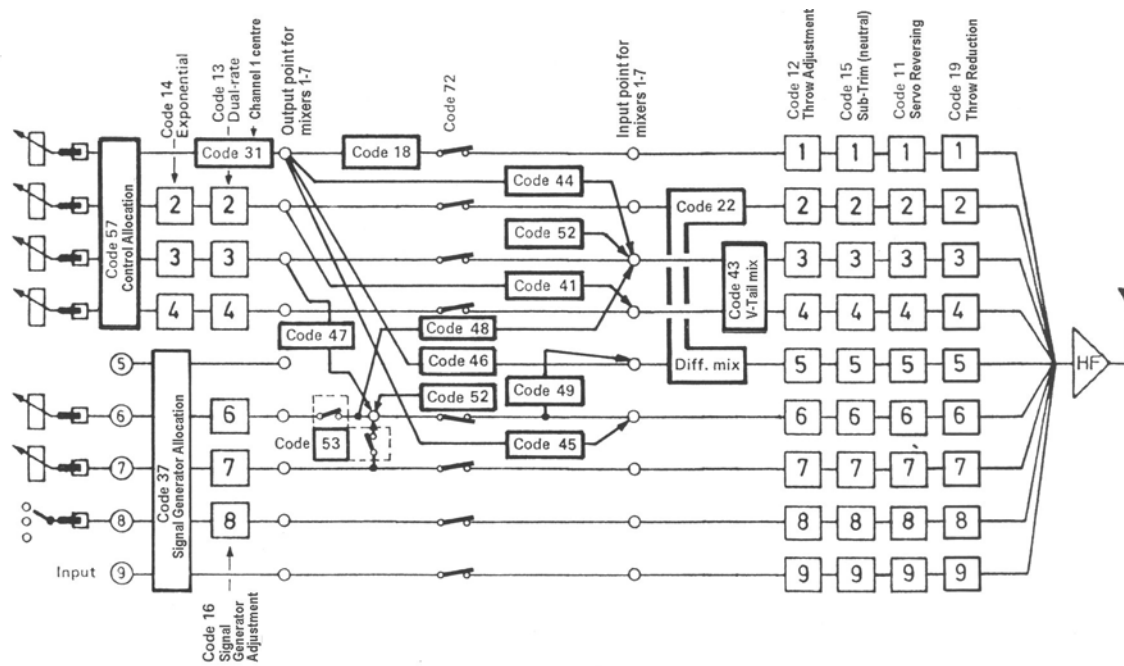 Code 14
Exponential
Code 13
Dual-rate
Channel 1 centre
Output point for
mixers 1-7
Code 72
Input point for
mixers 1-7
Code 12
Throw Adjustment
Code 15
Sub-Trim (neutral)
Code 11
Servo Reversing
Code 19
Throw Reduction
Code 57
Control Allocation
Code 31
Code 18
1 1 1 1
Code 44
2 2
Code 22
2 2 2 2
Code 52
3 3
Code 43
V-Tail mix
3 3 3 3
Code 41
4 4
4 4 4 4
Code 48
Code 47
5
Code 46
Diff. mix
5 5 5 5
HF
Code 49
Code 52
6 6
6 6 6 6
Code 53
Code 45
Code 37
Signal Generator Allocation
7 7
7 7 7 7
8 8
8 8 8 8
Input 9
9 9 9 9
Code 16
Signal
Generator
Adjustment